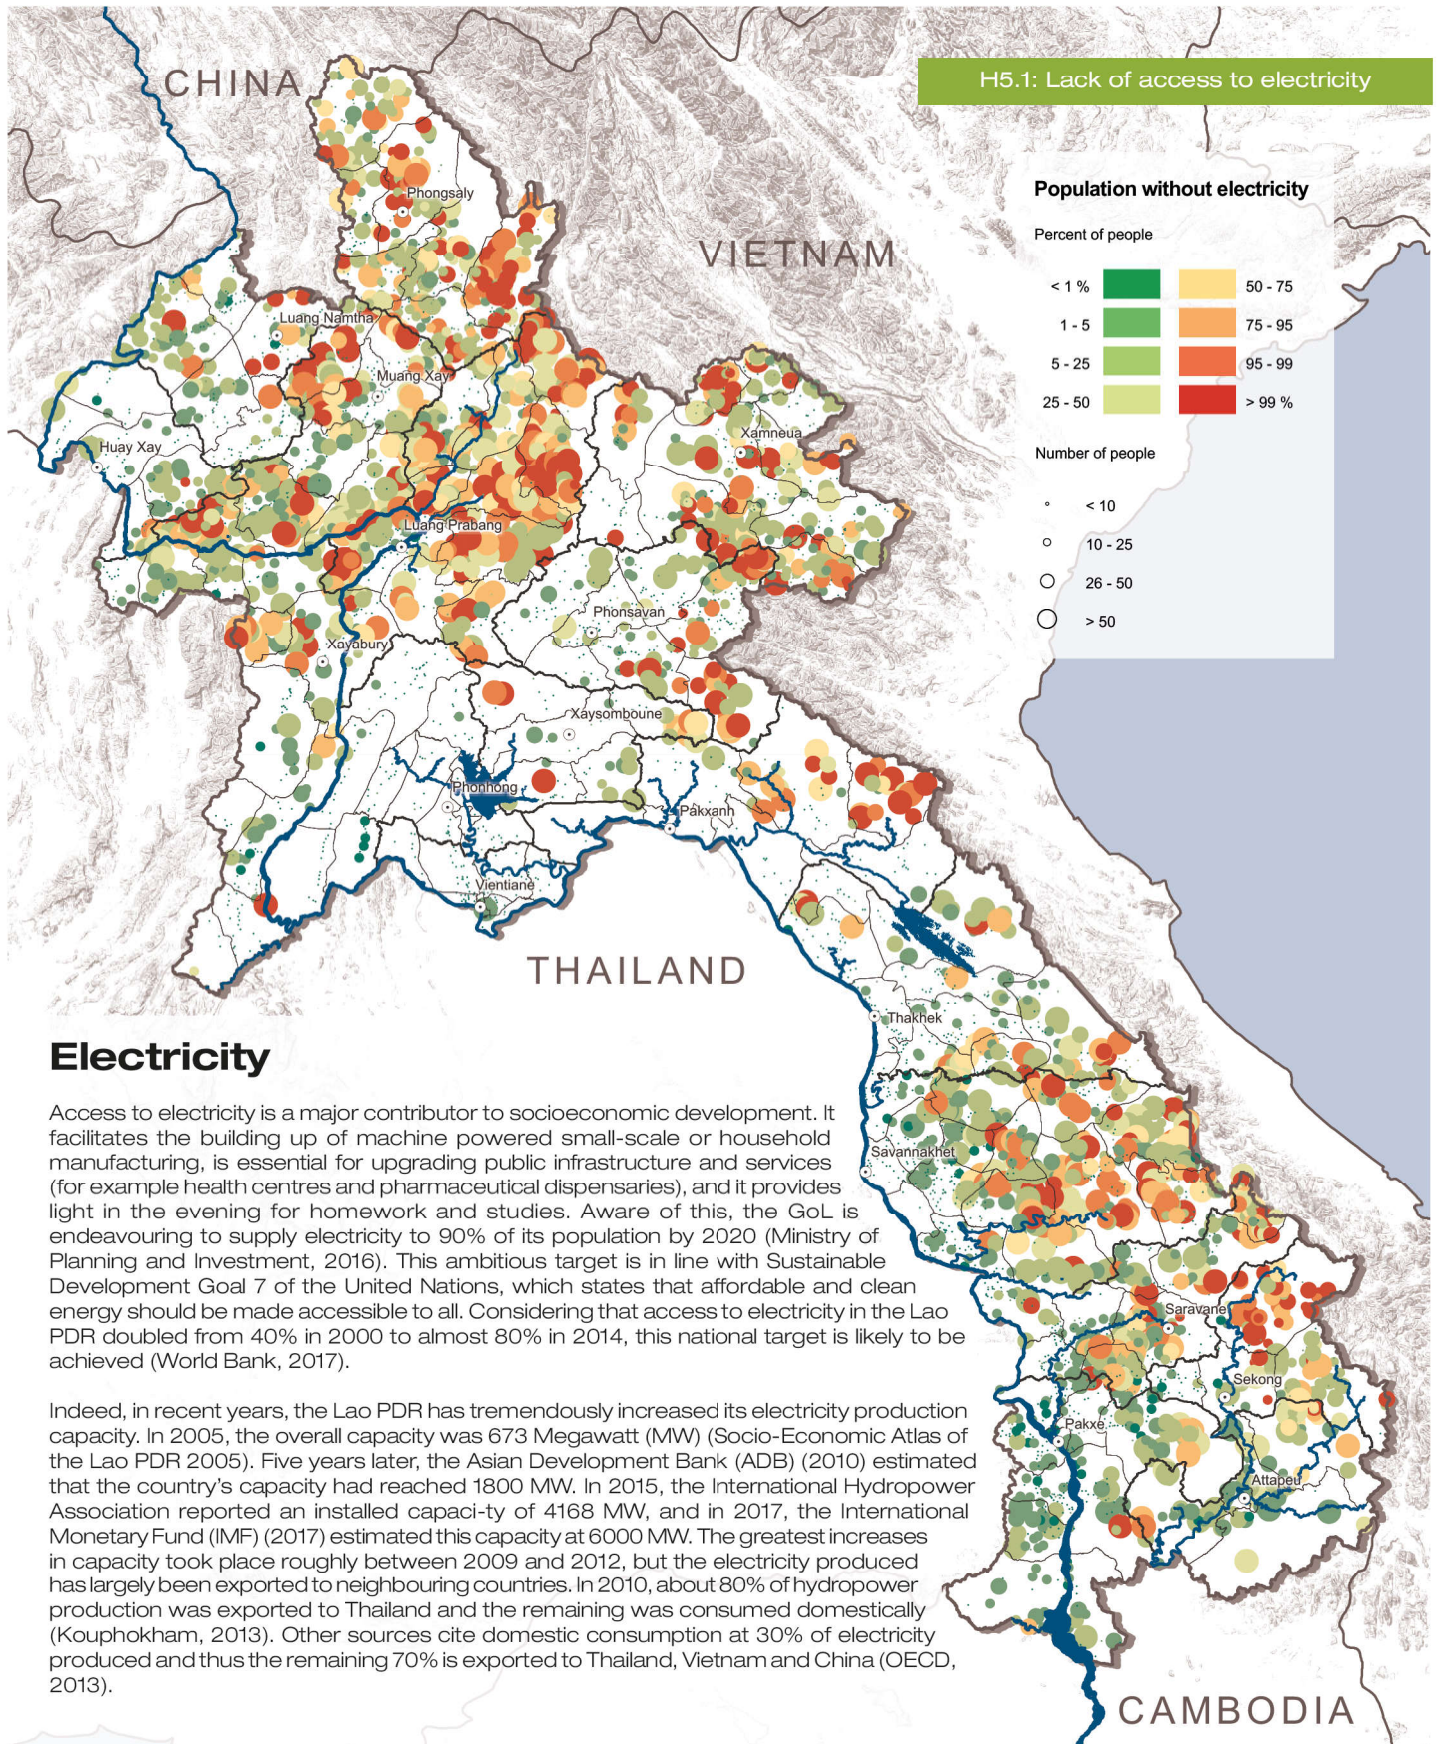 CHINA
H5.1: Lack of access to electricity
Population without electricity
Percent of people
< 1 %
50 - 75
1 - 5
75 - 95
5 - 25
95 - 99
25 - 50
> 99 %
Number of people
< 10
10 - 25
26 - 50
> 50
VIETNAM
Phongsaly
Luang Namtha
Muang Xay
Huay Xay
Xamneua
Luang Prabang
Phonsavan
Xayabury
Xaysomboune
Phonhong
Pakxanh
Vientiane
THAILAND
Thakhek
Savannakhet
Saravane
Sekong
Pakxe
Attapeu
CAMBODIA
Electricity
Access to electricity is a major contributor to socioeconomic development. It
facilitates the building up of machine powered small-scale or household
manufacturing, is essential for upgrading public infrastructure and services
(for example health centres and pharmaceutical dispensaries), and it provides
light in the evening for homework and studies. Aware of this, the GoL is
endeavouring to supply electricity to 90% of its population by 2020 (Ministry of
Planning and Investment, 2016). This ambitious target is in line with Sustainable
Development Goal 7 of the United Nations, which states that affordable and clean
energy should be made accessible to all. Considering that access to electricity in the Lao
PDR doubled from 40% in 2000 to almost 80% in 2014, this national target is likely to be
achieved (World Bank, 2017).
Indeed, in recent years, the Lao PDR has tremendously increased its electricity production
capacity. In 2005, the overall capacity was 673 Megawatt (MW) (Socio-Economic Atlas of
the Lao PDR 2005). Five years later, the Asian Development Bank (ADB) (2010) estimated
that the country's capacity had reached 1800 MW. In 2015, the International Hydropower
Association reported an installed capaci-ty of 4168 MW, and in 2017, the International
Monetary Fund (IMF) (2017) estimated this capacity at 6000 MW. The greatest increases
in capacity took place roughly between 2009 and 2012, but the electricity produced
has largely been exported to neighbouring countries. In 2010, about 80% of hydropower
production was exported to Thailand and the remaining was consumed domestically
(Kouphokham, 2013). Other sources cite domestic consumption at 30% of electricity
produced and thus the remaining 70% is exported to Thailand, Vietnam and China (OECD,
2013).